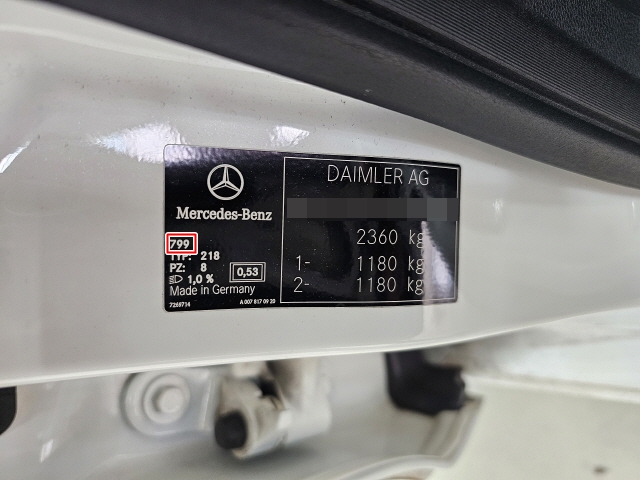 Mercedes-Benz
799
TYP: 218
PZ: 8
1,0 %
0,53
Made in Germany
7269714
A 007 817 09 20
DAIMLER AG
2360 kg
1- 1180 kg
2- 1180 kg